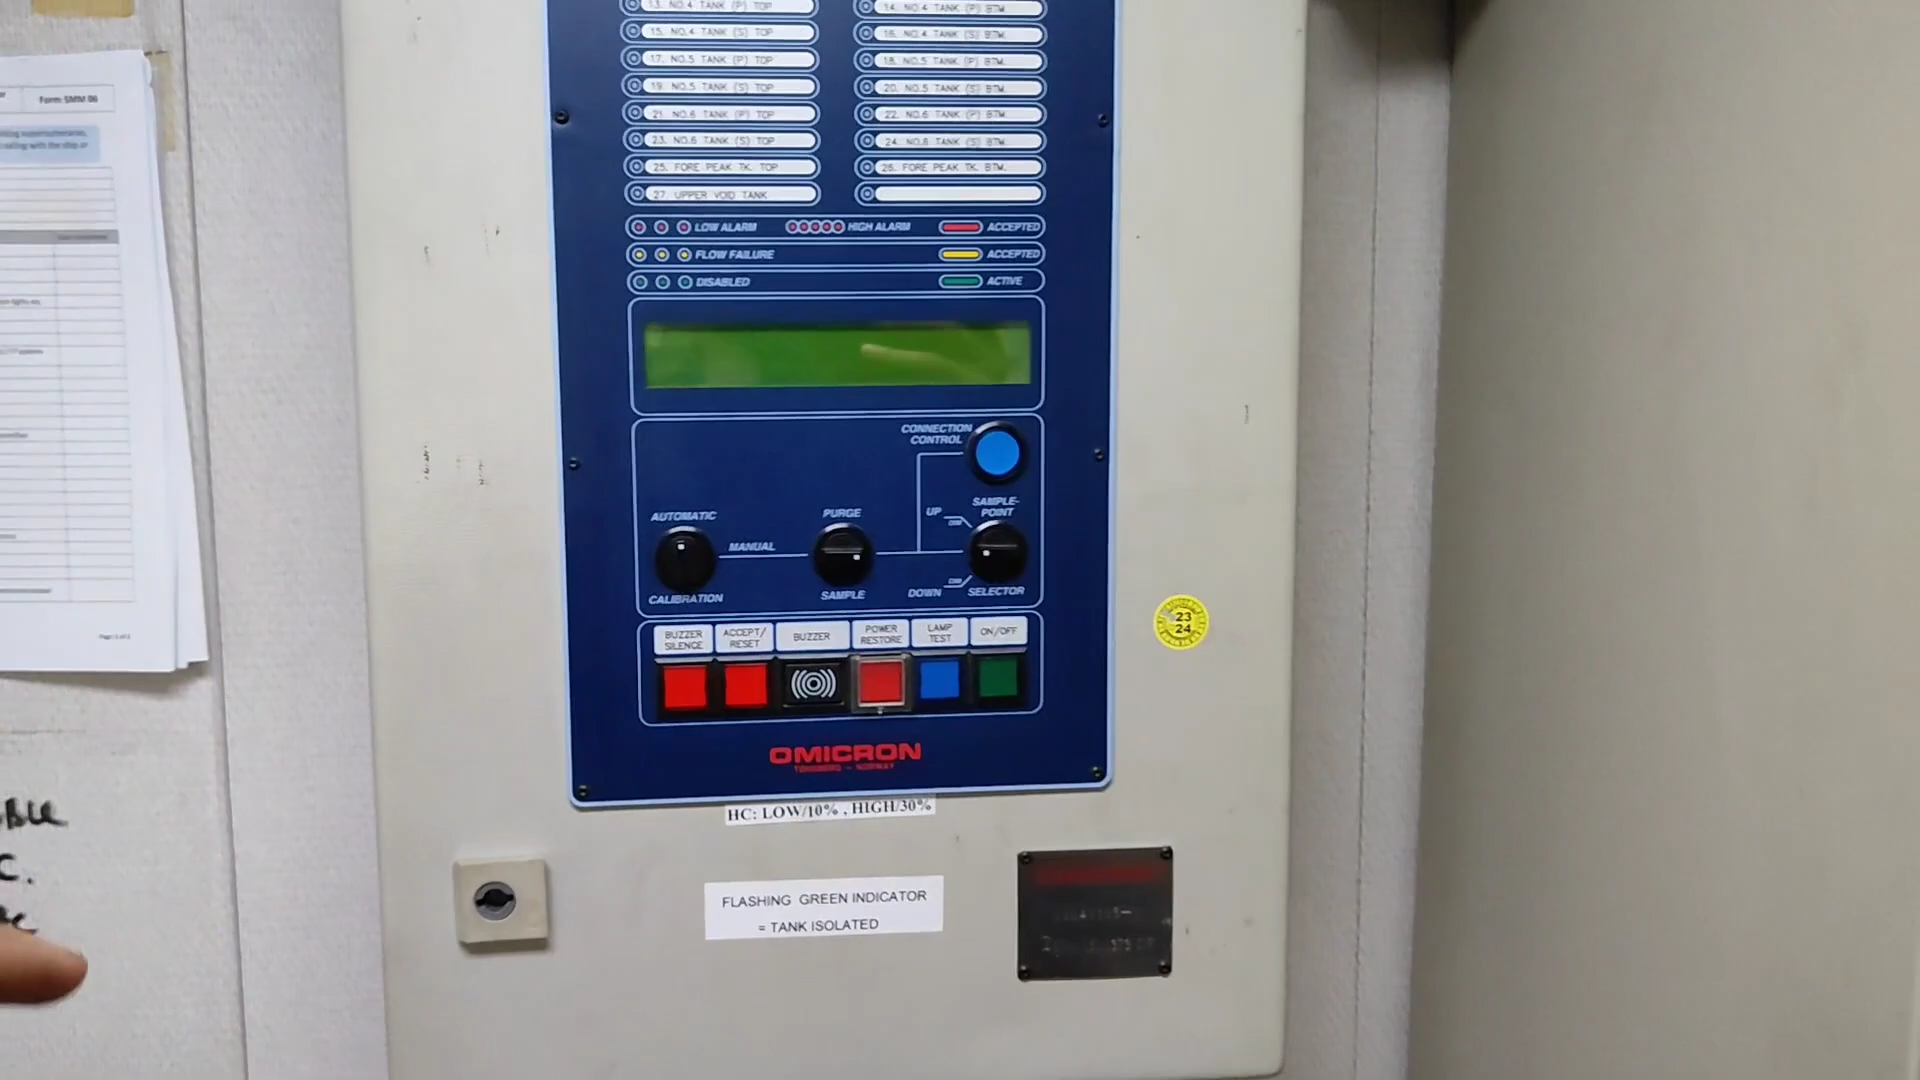 Form: SMM 06
13. NO.4 TANK (P) TOP
14. NO.4 TANK (P) BTM.
15. NO.4 TANK (S) TOP
16. NO.4 TANK (S) BTM.
17. NO.5 TANK (P) TOP
18. NO.5 TANK (P) BTM.
19. NO.5 TANK (S) TOP
20. NO.5 TANK (S) BTM.
21. NO.6 TANK (P) TOP
22. NO.6 TANK (P) BTM.
23. NO.6 TANK (S) TOP
24. NO.6 TANK (S) BTM.
25. FORE PEAK TK. TOP
26. FORE PEAK TK. BTM.
27. UPPER VOID TANK
LOW ALARM HIGH ALARM ACCEPTED
FLOW FAILURE ACCEPTED
DISABLED ACTIVE
CONNECTION
CONTROL
SAMPLE-
POINT
UP
DOWN
SELECTOR
AUTOMATIC
MANUAL
CALIBRATION
PURGE
SAMPLE
BUZZER
SILENCE
ACCEPT/
RESET
BUZZER
POWER
RESTORE
LAMP
TEST
ON/OFF
OMICRON
TONSBERG - NORWAY
HC: LOW/10% , HIGH/30%
FLASHING GREEN INDICATOR
= TANK ISOLATED
23
24